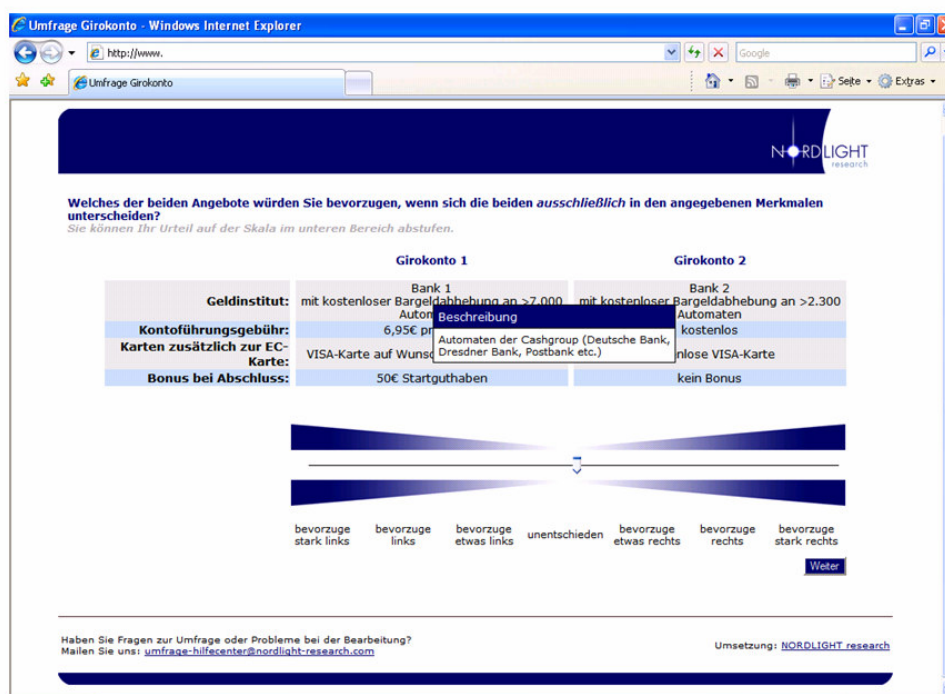 Umfrage Girokonto - Windows Internet Explorer
http://www.
Google
Umfrage Girokonto
Seite
Extras
NORDLIGHT
research
Welches der beiden Angebote würden Sie bevorzugen, wenn sich die beiden ausschließlich in den angegebenen Merkmalen
unterscheiden?
Sie können Ihr Urteil auf der Skala im unteren Bereich abstufen.
Girokonto 1 Girokonto 2
Bank 1 Bank 2
Geldinstitut: mit kostenloser Bargeldabhebung an >7.000 mit kostenloser Bargeldabhebung an >2.300
Automaten
Beschreibung
Kontoführungsgebühr: 6,95€ kostenlos
Automaten der Cashgroup (Deutsche Bank,
Dresdner Bank, Postbank etc.)
Karten zusätzlich zur EC-
Karte: VISA-Karte auf VISA-Karte
Bonus bei Abschluss: 50€ Startguthaben kein Bonus
bevorzuge bevorzuge bevorzuge unentschieden bevorzuge bevorzuge bevorzuge
stark links links etwas links etwas rechts rechts stark rechts
Weiter
Haben Sie Fragen zur Umfrage oder Probleme bei der Bearbeitung?
Mailen Sie uns: umfrage-hilfecenter@nordlight-research.com
Umsetzung: NORDLIGHT research